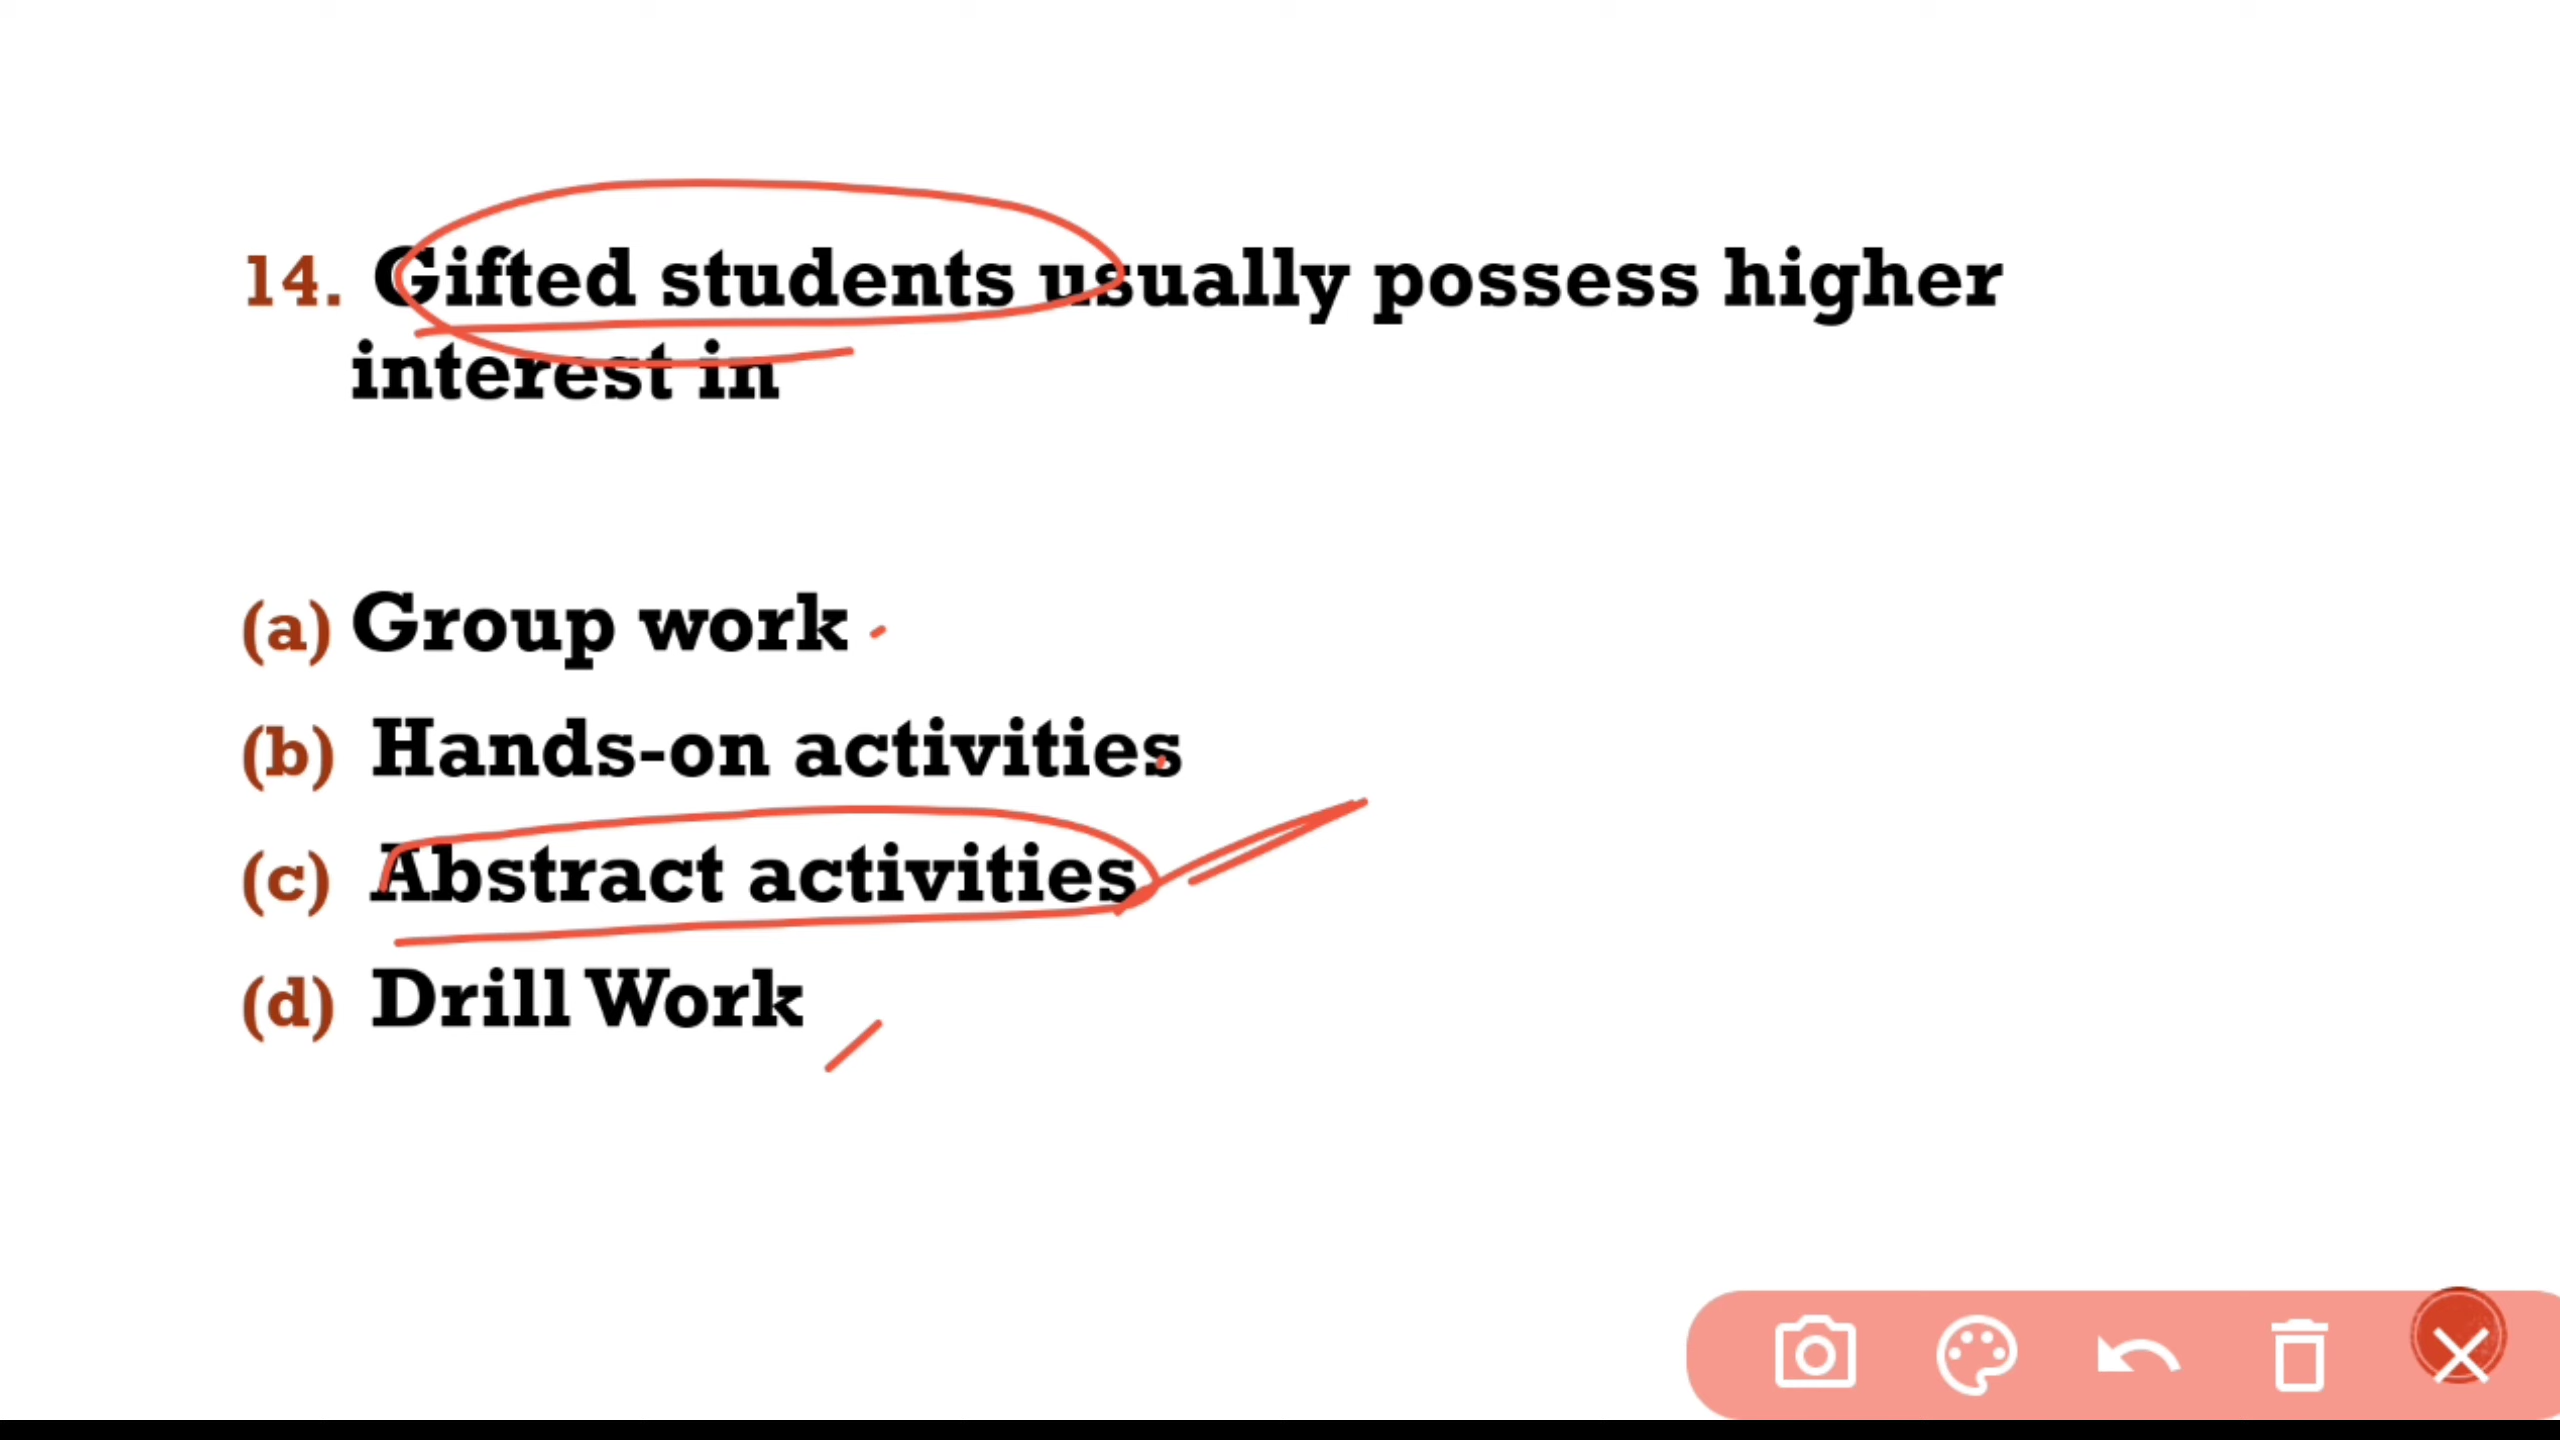 14. Gifted students usually possess higher
interest in
(a) Group work
(b) Hands-on activities
(c) Abstract activities
(d) Drill Work